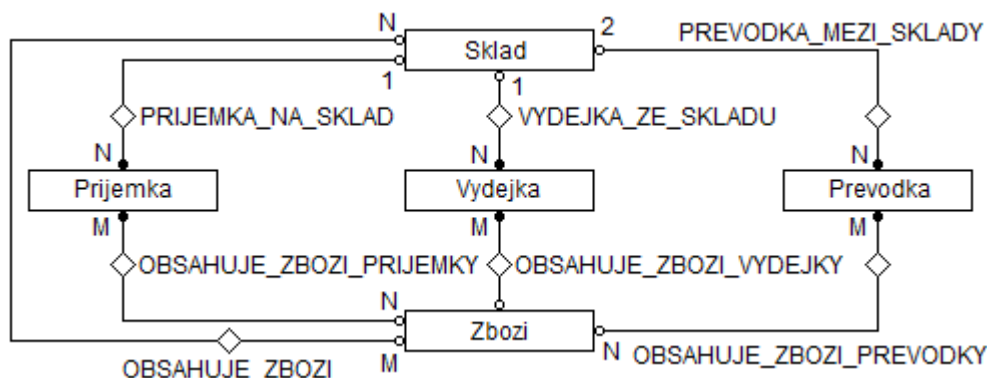 N
2
Sklad
PREVODKA_MEZI_SKLADY
1
1
PRIJEMKA_NA_SKLAD
VYDEJKA_ZE_SKLADU
N
N
N
Prijemka
Vydejka
Prevodka
M
M
M
OBSAHUJE_ZBOZI_PRIJEMKY
OBSAHUJE_ZBOZI_VYDEJKY
N
Zbozi
M
N
OBSAHUJE_ZBOZI
OBSAHUJE_ZBOZI_PREVODKY